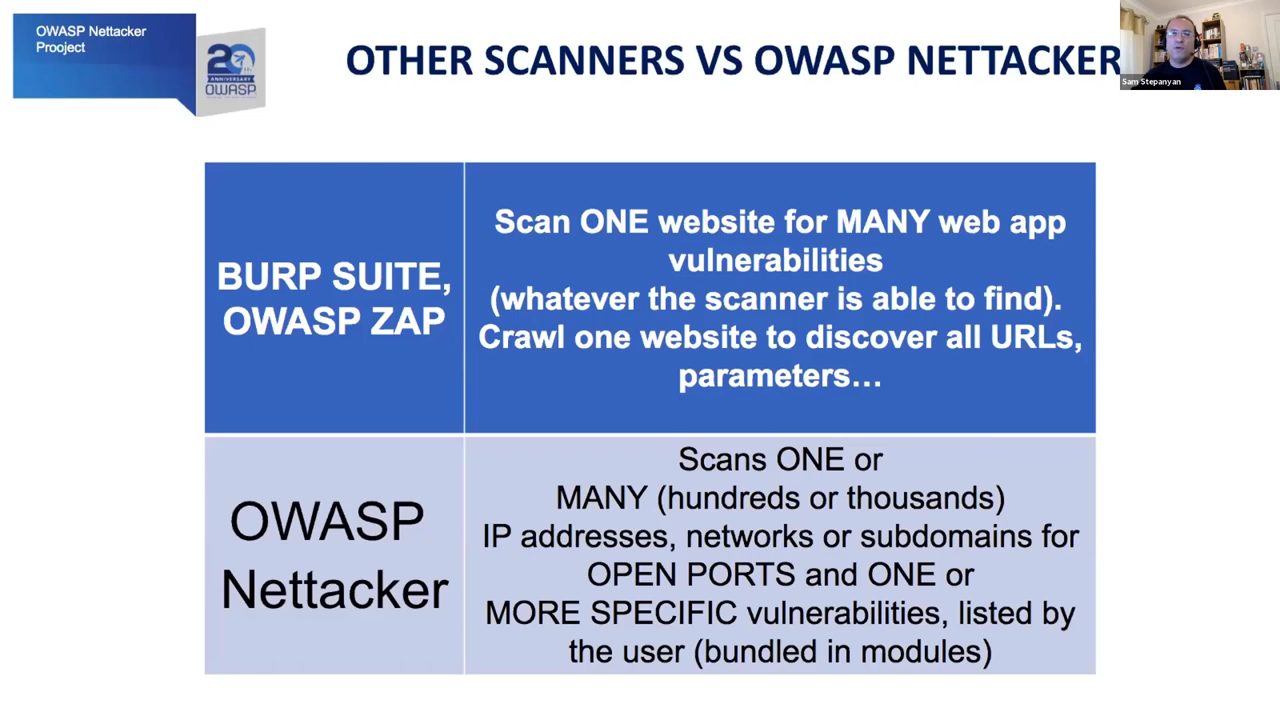 OWASP Nettacker
Prooject
20
ANNIVERSARY
OWASP
OTHER SCANNERS VS OWASP NETTACKER
Sam Stepanyan
BURP SUITE,
OWASP ZAP
Scan ONE website for MANY web app
vulnerabilities
(whatever the scanner is able to find).
Crawl one website to discover all URLs,
parameters…
OWASP
Nettacker
Scans ONE or
MANY (hundreds or thousands)
IP addresses, networks or subdomains for
OPEN PORTS and ONE or
MORE SPECIFIC vulnerabilities, listed by
the user (bundled in modules)